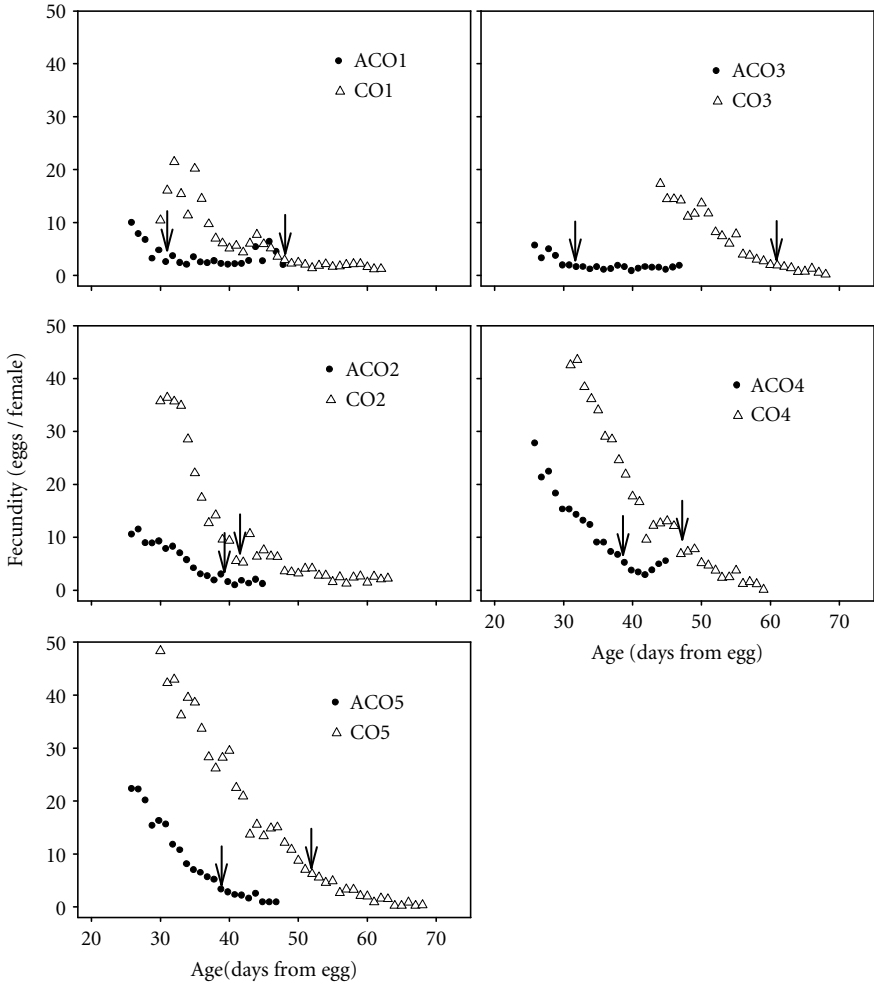 50
40
30
20
10
0
ACO1
CO1
ACO3
CO3
50
40
30
20
10
0
ACO2
CO2
ACO4
CO4
20 30 40 50 60 70
Age (days from egg)
Fecundity (eggs / female)
50
40
30
20
10
0
ACO5
CO5
20 30 40 50 60 70
Age(days from egg)